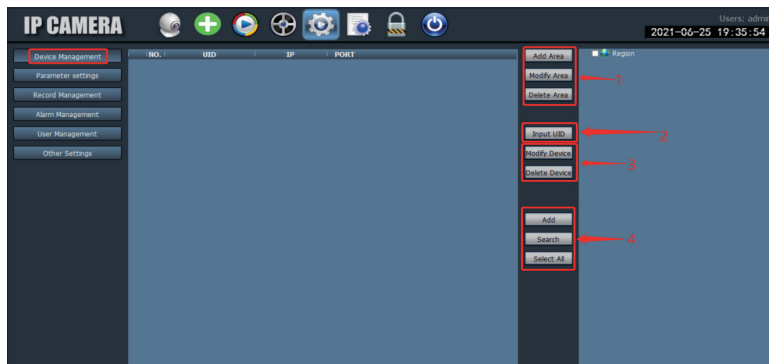 IP CAMERA
Users: admin
2021-06-25 19:35:54
Device Management
Parameter settings
Record Management
Alarm Management
User Management
Other Settings
NO. UID IP PORT
Add Area
Modify Area
Delete Area
1
Input UID
2
Modify Device
Delete Device
3
Add
Search
Select All
4
Region